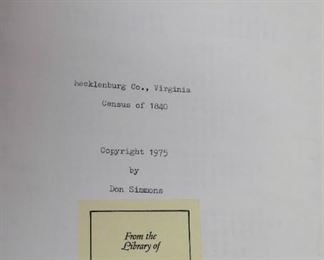 Mecklenburg Co., Virginia
Census of 1840
Copyright 1975
by
Don Simmons
From the
Library of